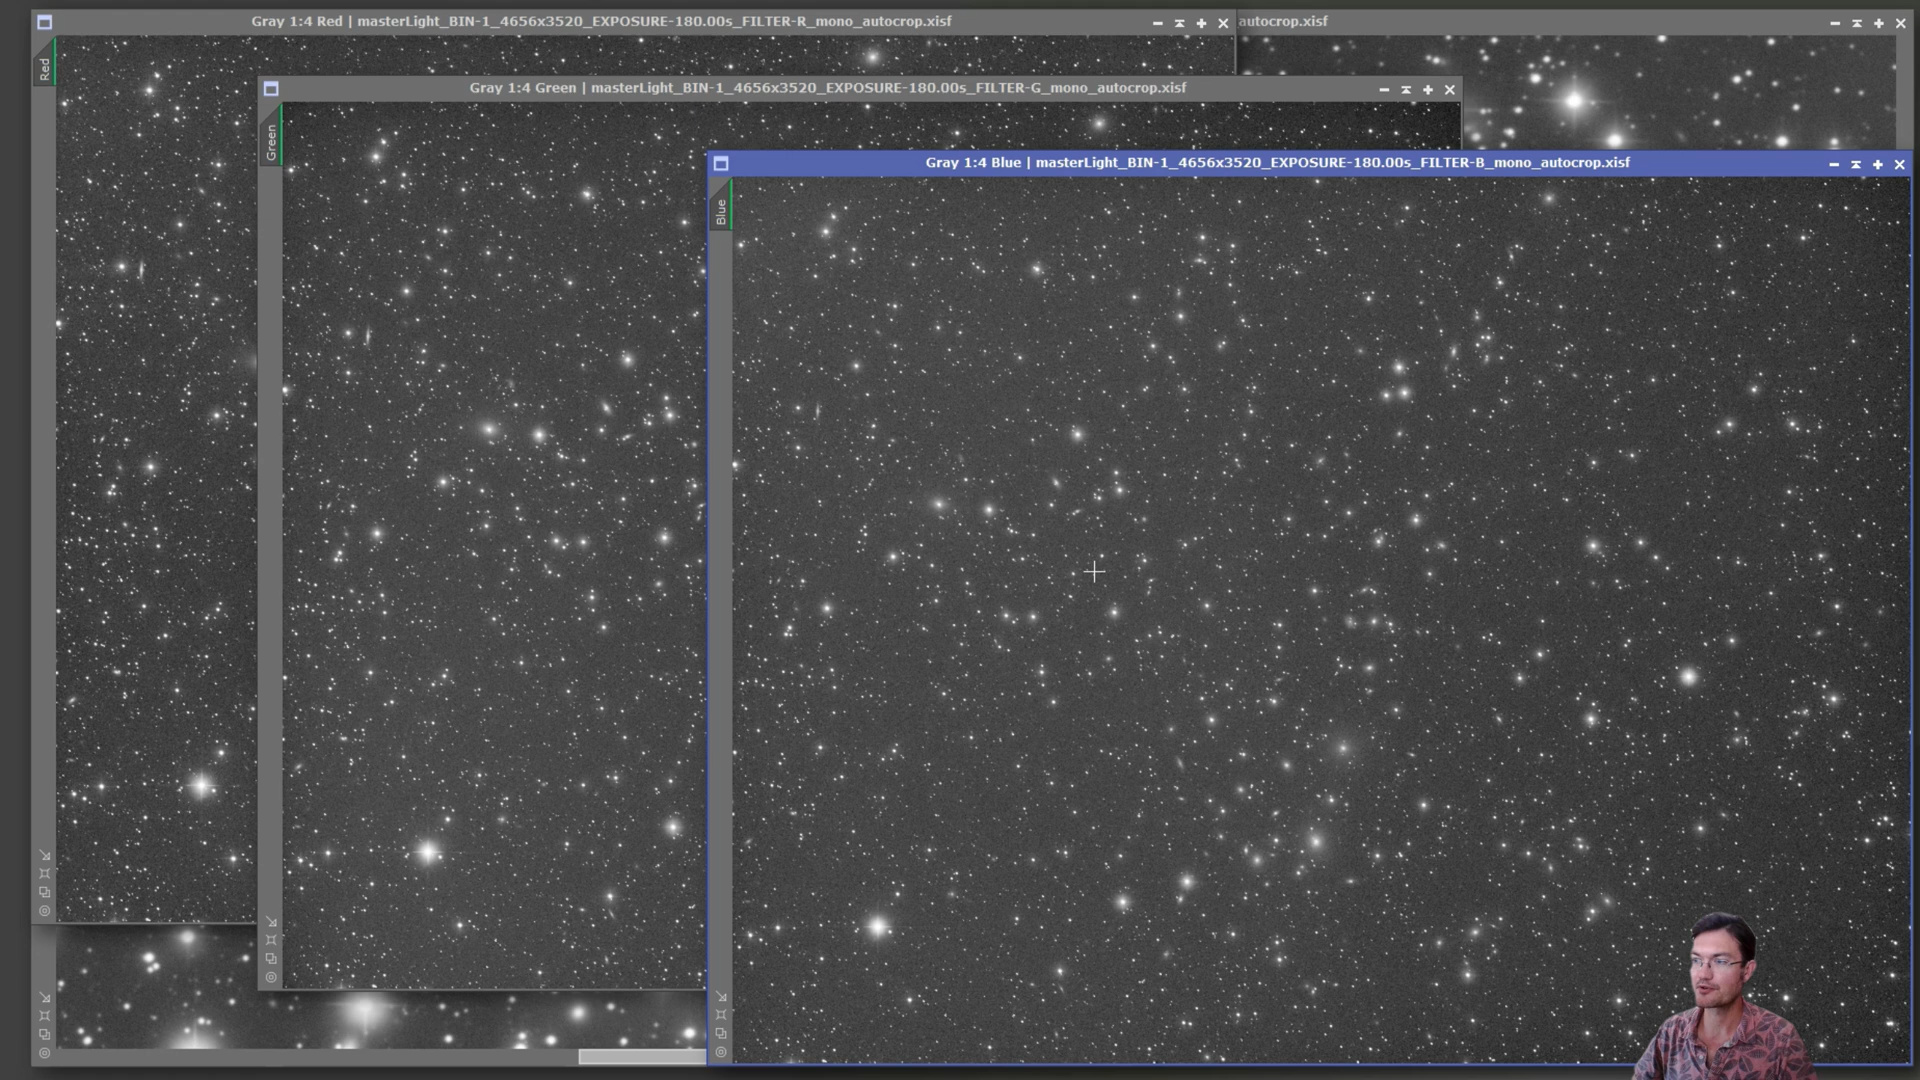 Gray 1:4 Red | masterLight_BIN-1_4656x3520_EXPOSURE-180.00s_FILTER-R_mono_autocrop.xisf
autocrop.xisf
Red
Gray 1:4 Green | masterLight_BIN-1_4656x3520_EXPOSURE-180.00s_FILTER-G_mono_autocrop.xisf
Green
Gray 1:4 Blue | masterLight_BIN-1_4656x3520_EXPOSURE-180.00s_FILTER-B_mono_autocrop.xisf
Blue